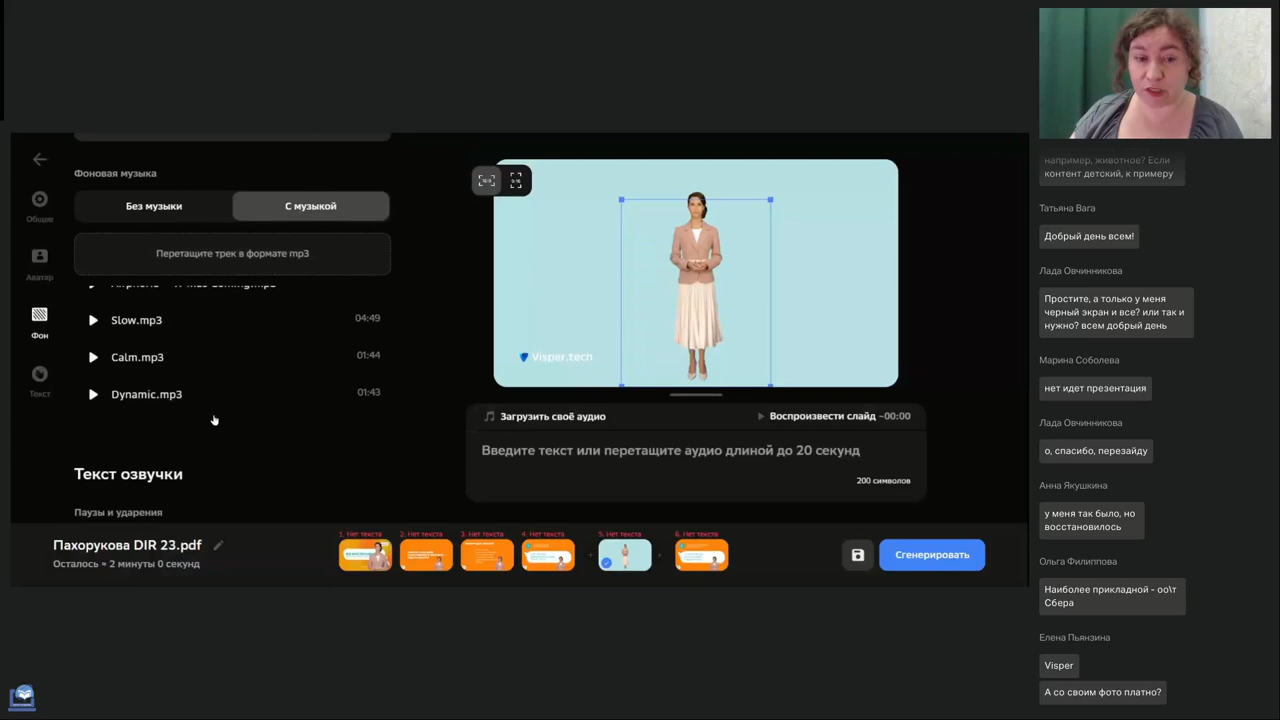 Фоновая музыка
Без музыки
С музыкой
Перетащите трек в формате mp3
Slow.mp3
04:49
Calm.mp3
01:44
Dynamic.mp3
01:43
Текст озвучки
Паузы и ударения
Общие
Аватар
Фон
Текст
16:9
9:16
Visper.tech
Загрузить своё аудио
Воспроизвести слайд ~00:00
Введите текст или перетащите аудио длиной до 20 секунд
200 символов
Пахорукова DIR 23.pdf
Осталось ≈ 2 минуты 0 секунд
1. Нет текста
2. Нет текста
3. Нет текста
4. Нет текста
5. Нет текста
6. Нет текста
Сгенерировать
например, животное? Если
контент детский, к примеру
Татьяна Вага
Добрый день всем!
Лада Овчинникова
Простите, а только у меня
черный экран и все? или так и
нужно? всем добрый день
Марина Соболева
нет идет презентация
Лада Овчинникова
о, спасибо, перезайду
Анна Якушкина
у меня так было, но
восстановилось
Ольга Филиппова
Наиболее прикладной - оо\т
Сбера
Елена Пьянзина
Visper
А со своим фото платно?